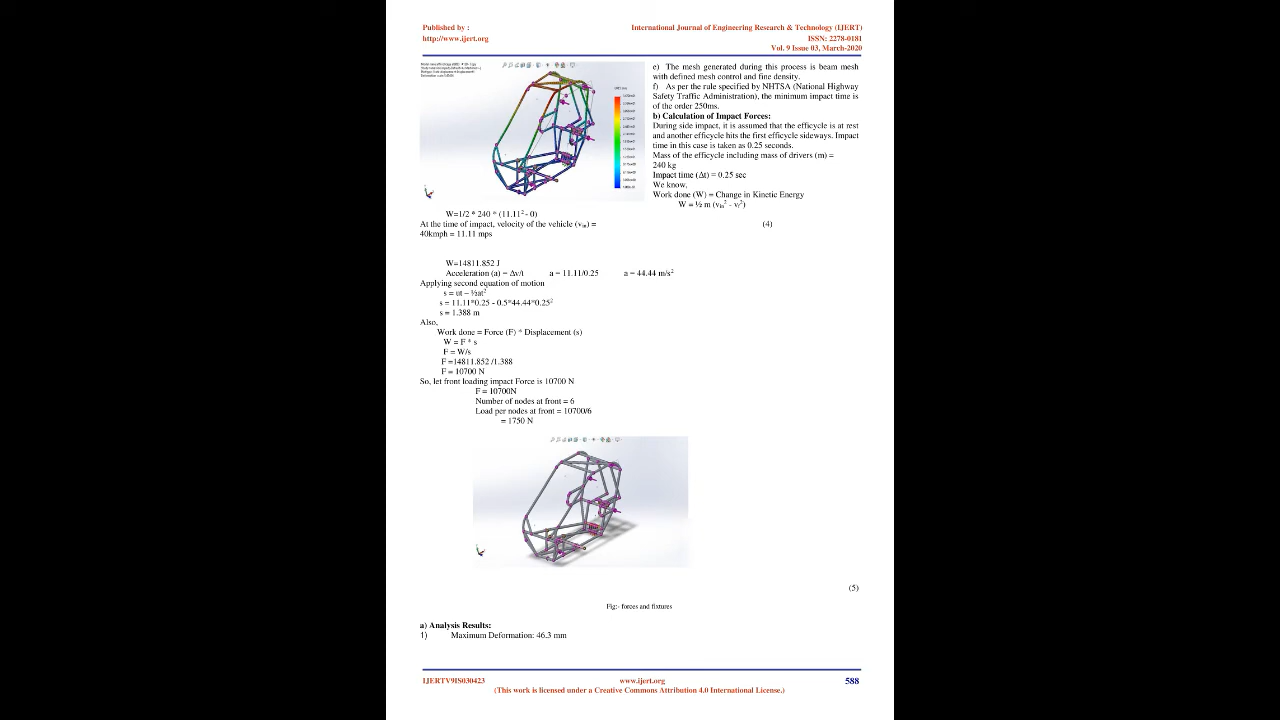 Published by :
International Journal of Engineering Research & Technology (IJERT)
http://www.ijert.org
ISSN: 2278-0181
Vol. 9 Issue 03, March-2020
e) The mesh generated during this process is beam mesh
with defined mesh control and fine density.
f) As per the rule specified by NHTSA (National Highway
Safety Traffic Administration), the minimum impact time is
of the order 250ms.
b) Calculation of Impact Forces:
During side impact, it is assumed that the efficycle is at rest
and another efficycle hits the first efficycle sideways. Impact
time in this case is taken as 0.25 seconds.
Mass of the efficycle including mass of drivers (m) =
240 kg
Impact time (Δt) = 0.25 sec
We know,
Work done (W) = Change in Kinetic Energy
W = ½ m (vᵢₙ² - v_f²)
W=1/2 * 240 * (11.11² - 0)
At the time of impact, velocity of the vehicle (vᵢₙ) =
(4)
40kmph = 11.11 mps
W=14811.852 J
Acceleration (a) = Δv/t a = 11.11/0.25 a = 44.44 m/s²
Applying second equation of motion
s = ut – ½at²
s = 11.11*0.25 - 0.5*44.44*0.25²
s = 1.388 m
Also,
Work done = Force (F) * Displacement (s)
W = F * s
F = W/s
F =14811.852 /1.388
F = 10700 N
So, let front loading impact Force is 10700 N
F = 10700N
Number of nodes at front = 6
Load per nodes at front = 10700/6
= 1750 N
(5)
Fig:- forces and fixtures
a) Analysis Results:
1) Maximum Deformation: 46.3 mm
IJERTV9IS030423
www.ijert.org
588
(This work is licensed under a Creative Commons Attribution 4.0 International License.)